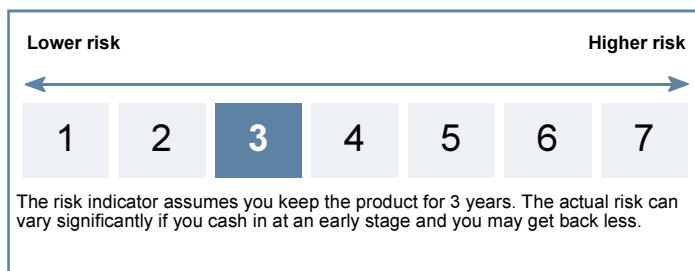 Lower risk Higher risk
1 2 3 4 5 6 7
The risk indicator assumes you keep the product for 3 years. The actual risk can
vary significantly if you cash in at an early stage and you may get back less.